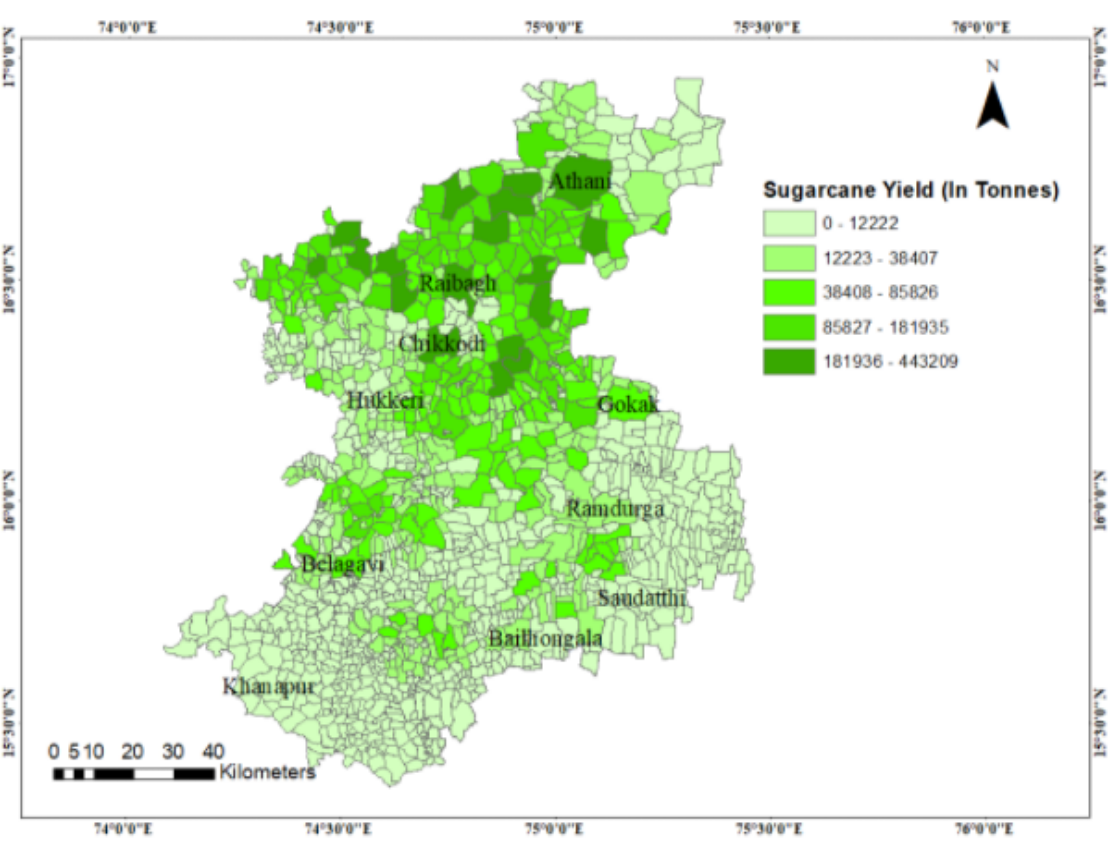 74°0'0"E 74°30'0"E 75°0'0"E 75°30'0"E 76°0'0"E
17°0'0"N 17°0'0"N
N
Athani
Sugarcane Yield (In Tonnes)
0 - 12222
12223 - 38407
38408 - 85826
85827 - 181935
181936 - 443209
16°30'0"N 16°30'0"N
Raibagh
Chikkodi
Hukkeri
Gokak
16°0'0"N 16°0'0"N
Ramdurga
Belagavi
Saudatthi
Bailhongala
Khanapur
15°30'0"N 15°30'0"N
0 5 10 20 30 40
Kilometers
74°0'0"E 74°30'0"E 75°0'0"E 75°30'0"E 76°0'0"E